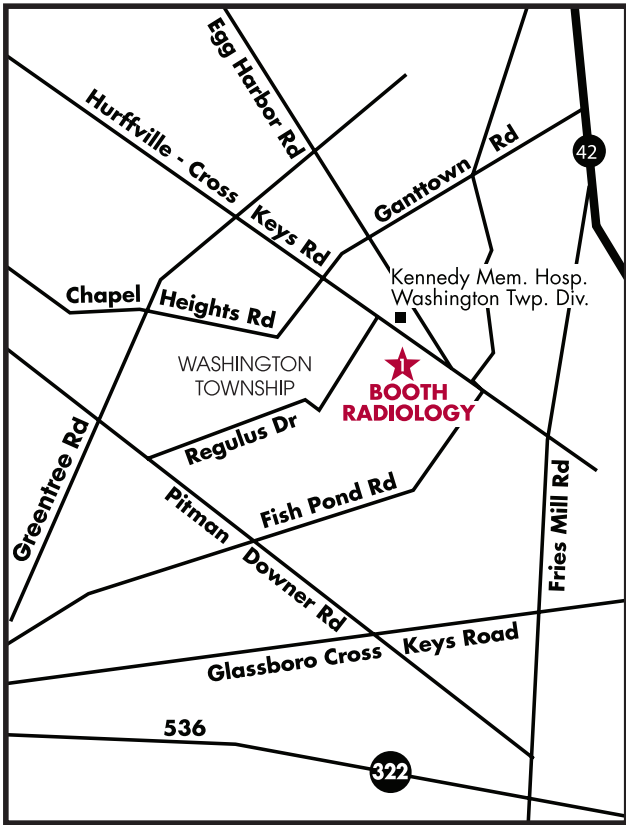 Egg Harbor Rd
Hurffville - Cross Keys Rd
Ganttown Rd
42
Kennedy Mem. Hosp.
Washington Twp. Div.
Chapel Heights Rd
1
WASHINGTON
TOWNSHIP
BOOTH
RADIOLOGY
Regulus Dr
Greentree Rd
Pitman Downer Rd
Fish Pond Rd
Fries Mill Rd
Glassboro Cross Keys Road
536
322